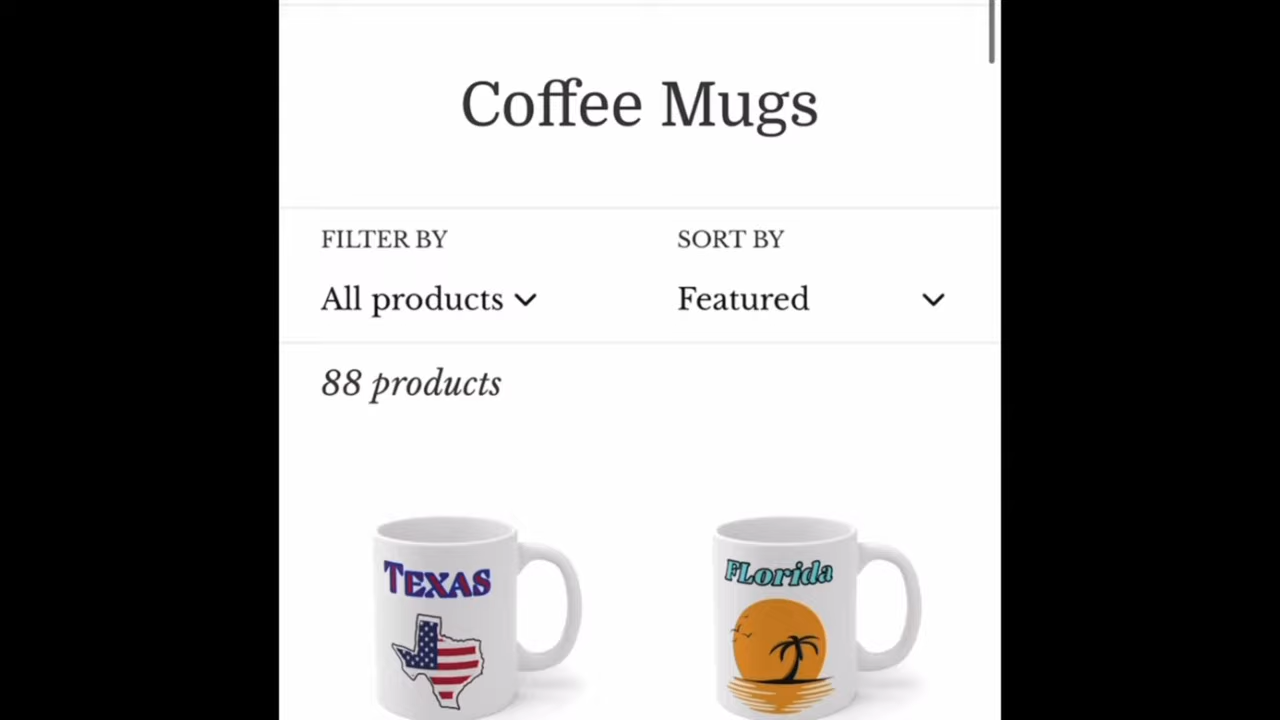 Coffee Mugs
FILTER BY
SORT BY
All products
Featured
88 products
TEXAS
FLorida